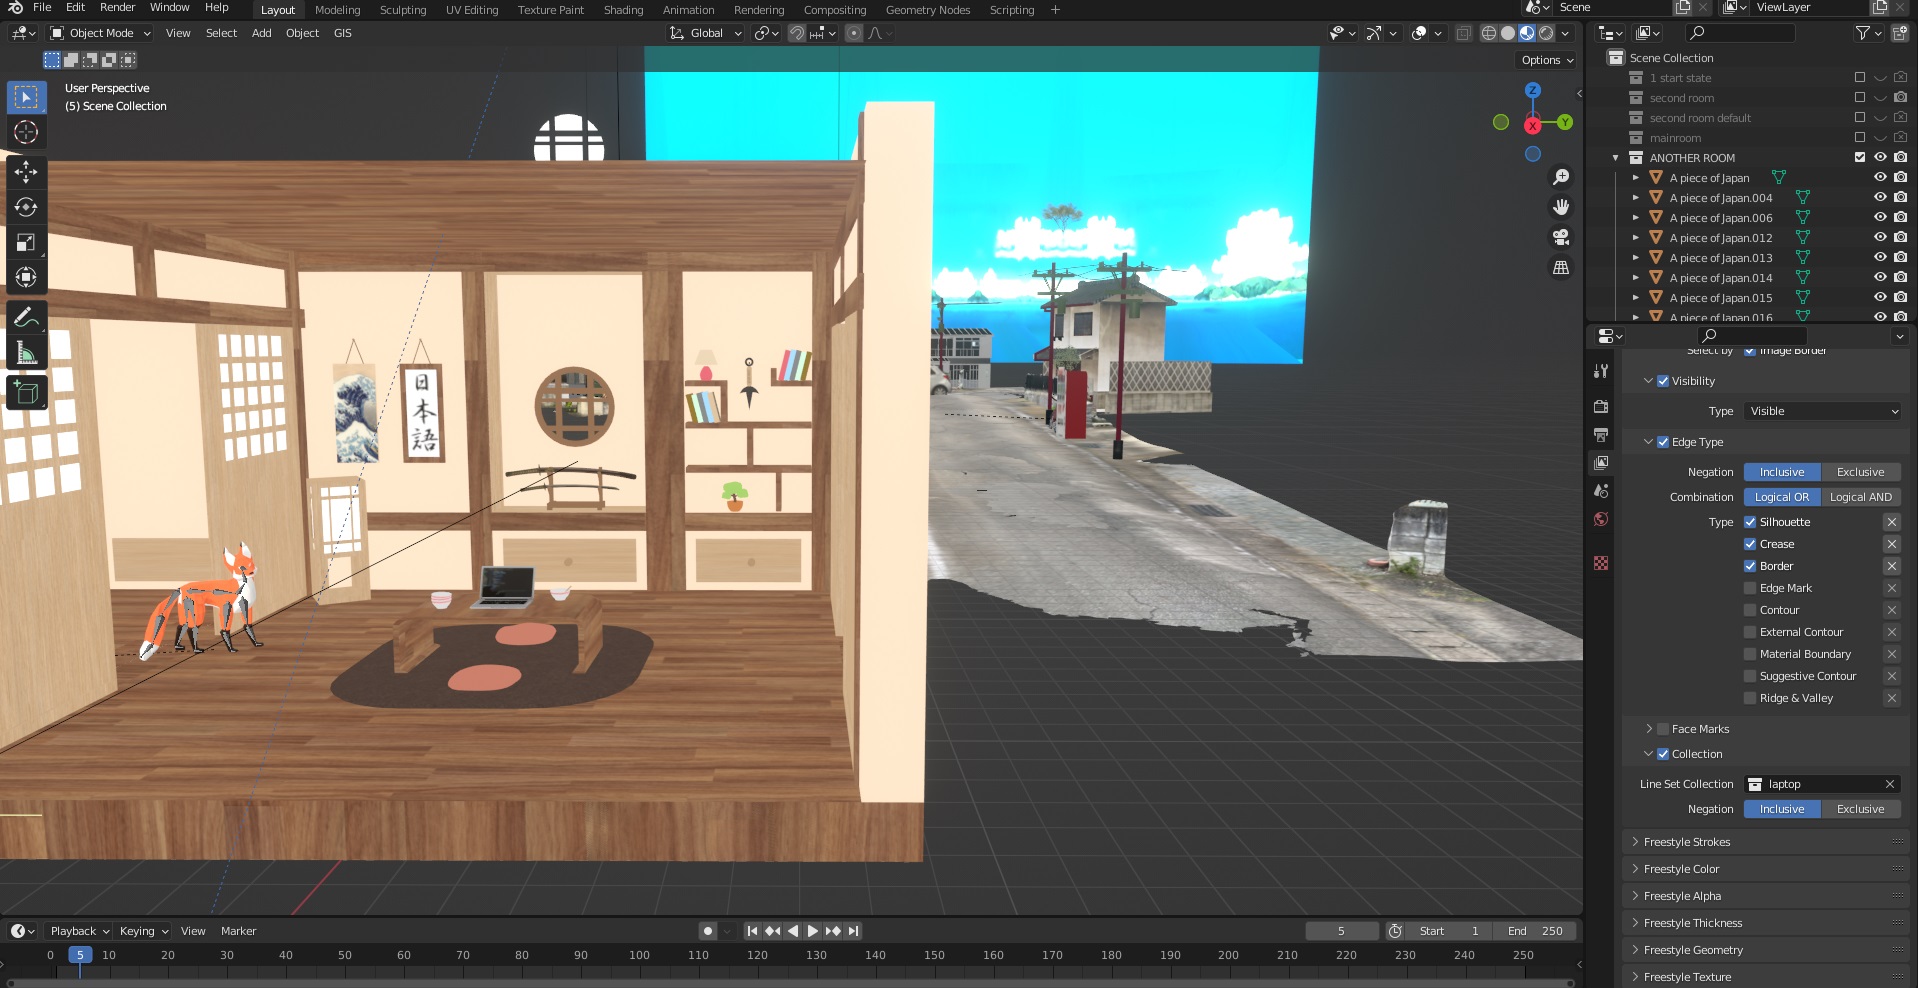 File Edit Render Window Help Layout Modeling Sculpting UV Editing Texture Paint Shading Animation Rendering Compositing Geometry Nodes Scripting + Scene ViewLayer
Object Mode View Select Add Object GIS Global
Options
User Perspective
(5) Scene Collection
Z
Y
X
日
本
語
Scene Collection
1 start state
second room
second room default
mainroom
ANOTHER ROOM
A piece of Japan
A piece of Japan.004
A piece of Japan.006
A piece of Japan.012
A piece of Japan.013
A piece of Japan.014
A piece of Japan.015
A piece of Japan.016
Select by Image Border
Visibility
Type Visible
Edge Type
Negation Inclusive Exclusive
Combination Logical OR Logical AND
Type Silhouette
Crease
Border
Edge Mark
Contour
External Contour
Material Boundary
Suggestive Contour
Ridge & Valley
Face Marks
Collection
Line Set Collection laptop
Negation Inclusive Exclusive
Freestyle Strokes
Freestyle Color
Freestyle Alpha
Freestyle Thickness
Freestyle Geometry
Freestyle Texture
Playback Keying View Marker 5 Start 1 End 250
0 5 10 20 30 40 50 60 70 80 90 100 110 120 130 140 150 160 170 180 190 200 210 220 230 240 250